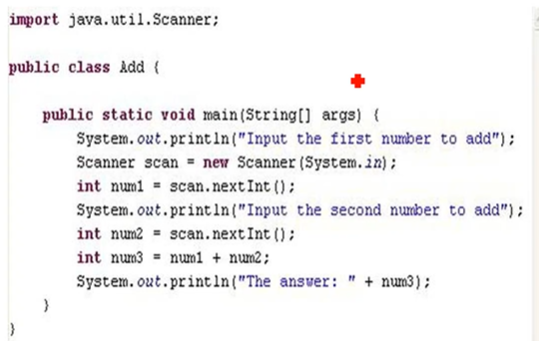 import java.util.Scanner;
public class Add {
public static void main(String[] args) {
System.out.println("Input the first number to add");
Scanner scan = new Scanner(System.in);
int num1 = scan.nextInt();
System.out.println("Input the second number to add");
int num2 = scan.nextInt();
int num3 = num1 + num2;
System.out.println("The answer: " + num3);
}
}